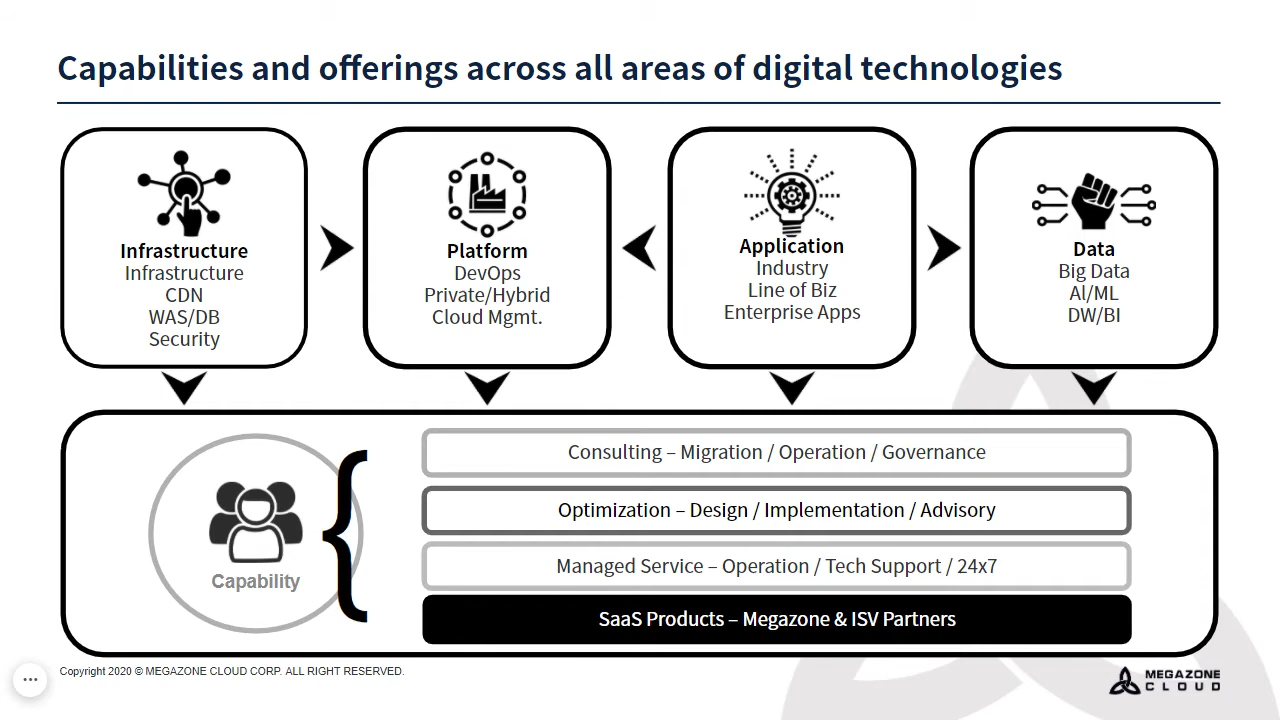 Capabilities and offerings across all areas of digital technologies
Infrastructure
Infrastructure
CDN
WAS/DB
Security
Platform
DevOps
Private/Hybrid
Cloud Mgmt.
Application
Industry
Line of Biz
Enterprise Apps
Data
Big Data
AI/ML
DW/BI
Capability
Consulting – Migration / Operation / Governance
Optimization – Design / Implementation / Advisory
Managed Service – Operation / Tech Support / 24x7
SaaS Products – Megazone & ISV Partners
Copyright 2020 © MEGAZONE CLOUD CORP. ALL RIGHT RESERVED.
MEGAZONE
CLOUD